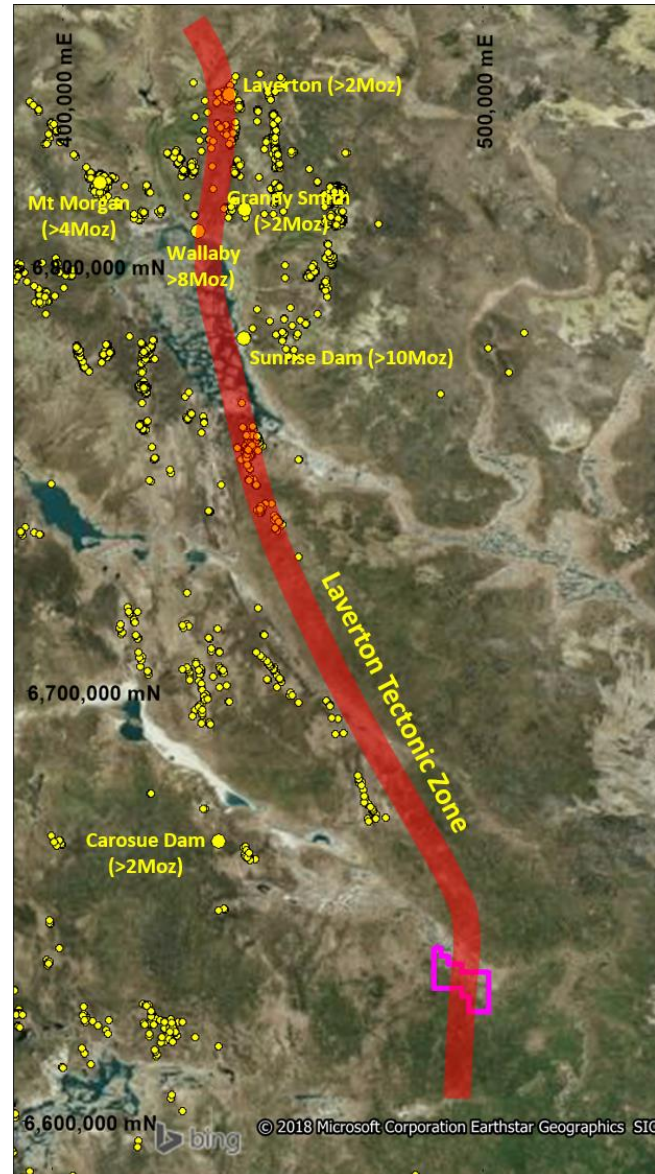 400,000 mE
500,000 mE
Laverton (>2Moz)
Mt Morgan
(>4Moz)
Granny Smith
(>2Moz)
Wallaby
>8Moz)
6,800,000 mN
Sunrise Dam (>10Moz)
Laverton Tectonic Zone
6,700,000 mN
Carosue Dam
(>2Moz)
6,600,000 mN
bing
© 2018 Microsoft Corporation Earthstar Geographics SIO